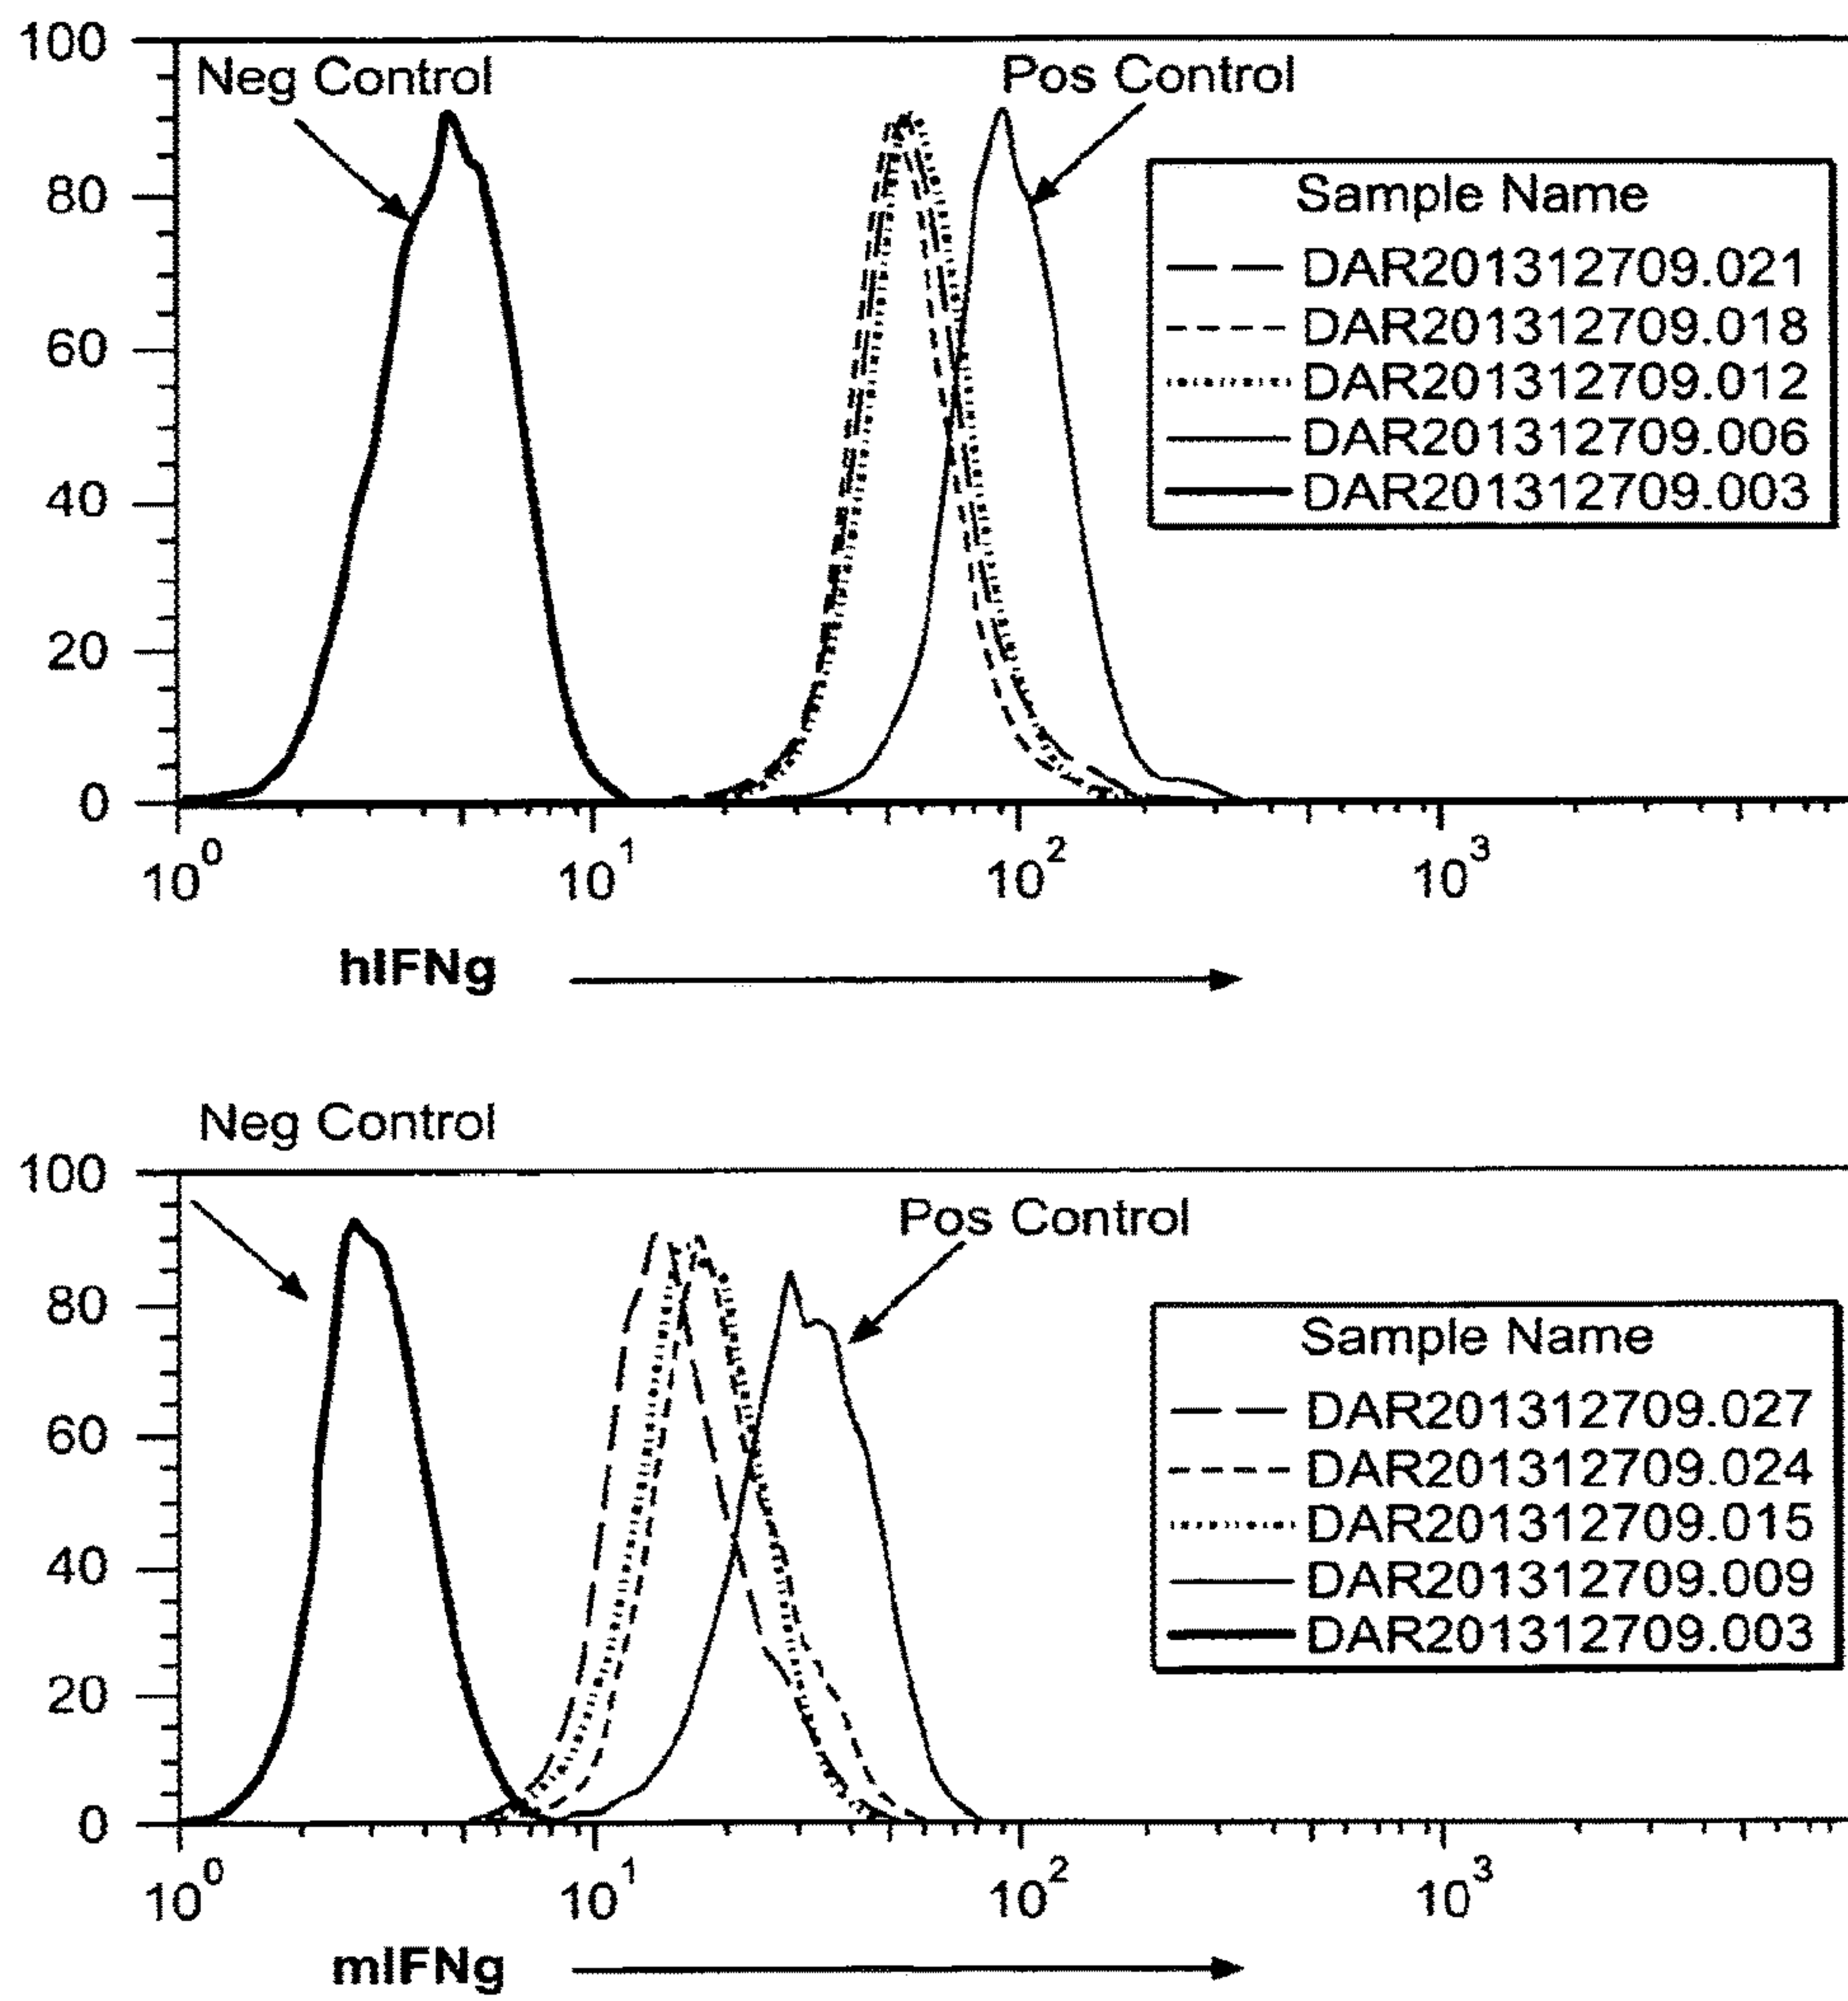 100
Neg Control
Pos Control
80
60
40
20
0
Sample Name
DAR201312709.021
DAR201312709.018
DAR201312709.012
DAR201312709.006
DAR201312709.003
10^0
10^1
10^2
10^3
hIFNg
Neg Control
100
Pos Control
80
60
40
20
0
Sample Name
DAR201312709.027
DAR201312709.024
DAR201312709.015
DAR201312709.009
DAR201312709.003
10^0
10^1
10^2
10^3
mIFNg